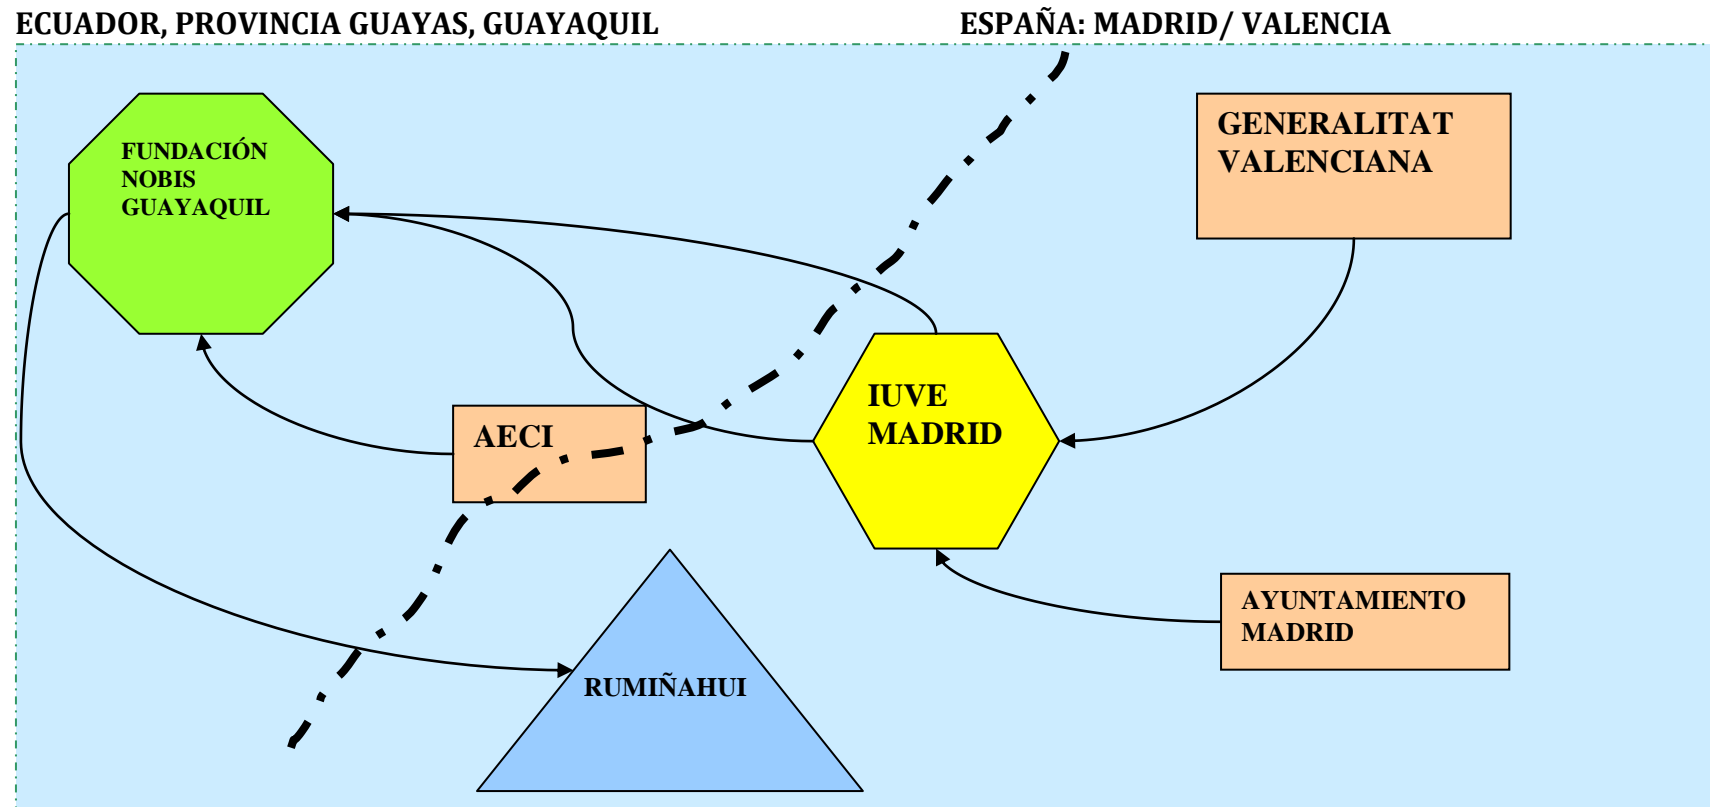 ECUADOR, PROVINCIA GUAYAS, GUAYAQUIL
ESPAÑA: MADRID/ VALENCIA
FUNDACIÓN
NOBIS
GUAYAQUIL
GENERALITAT
VALENCIANA
AECI
IUVE
MADRID
AYUNTAMIENTO
MADRID
RUMIÑAHUI